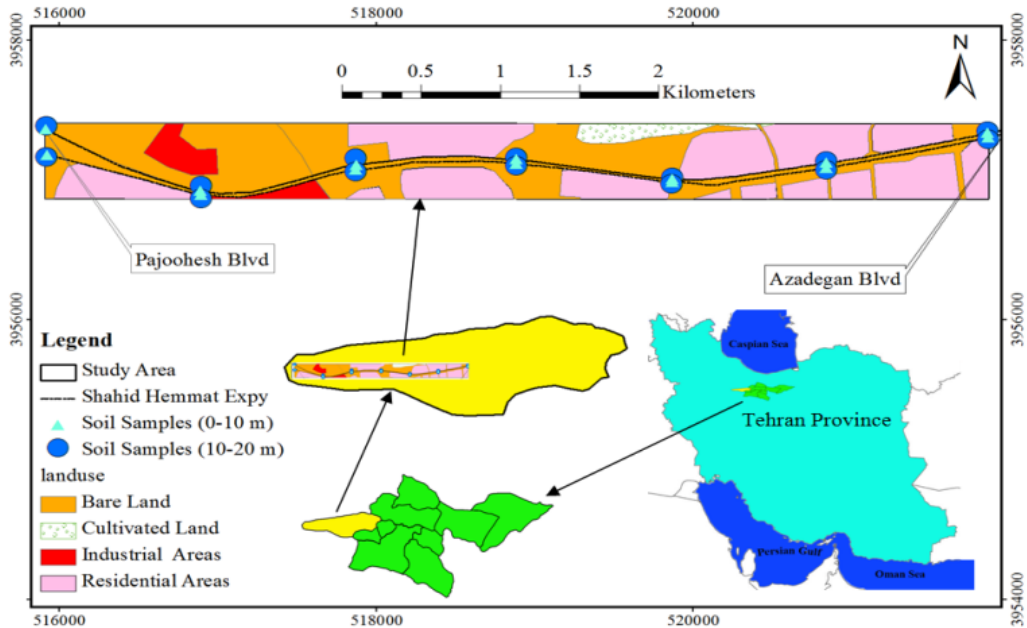 516000
518000
520000
3958000
3958000
0
0.5
1
1.5
2
Kilometers
N
Pajoohesh Blvd
Azadegan Blvd
3956000
3956000
Legend
Study Area
Shahid Hemmat Expy
Soil Samples (0-10 m)
Soil Samples (10-20 m)
landuse
Bare Land
Cultivated Land
Industrial Areas
Residential Areas
Caspian Sea
Tehran Province
Persian Gulf
Oman Sea
3954000
3954000
516000
518000
520000